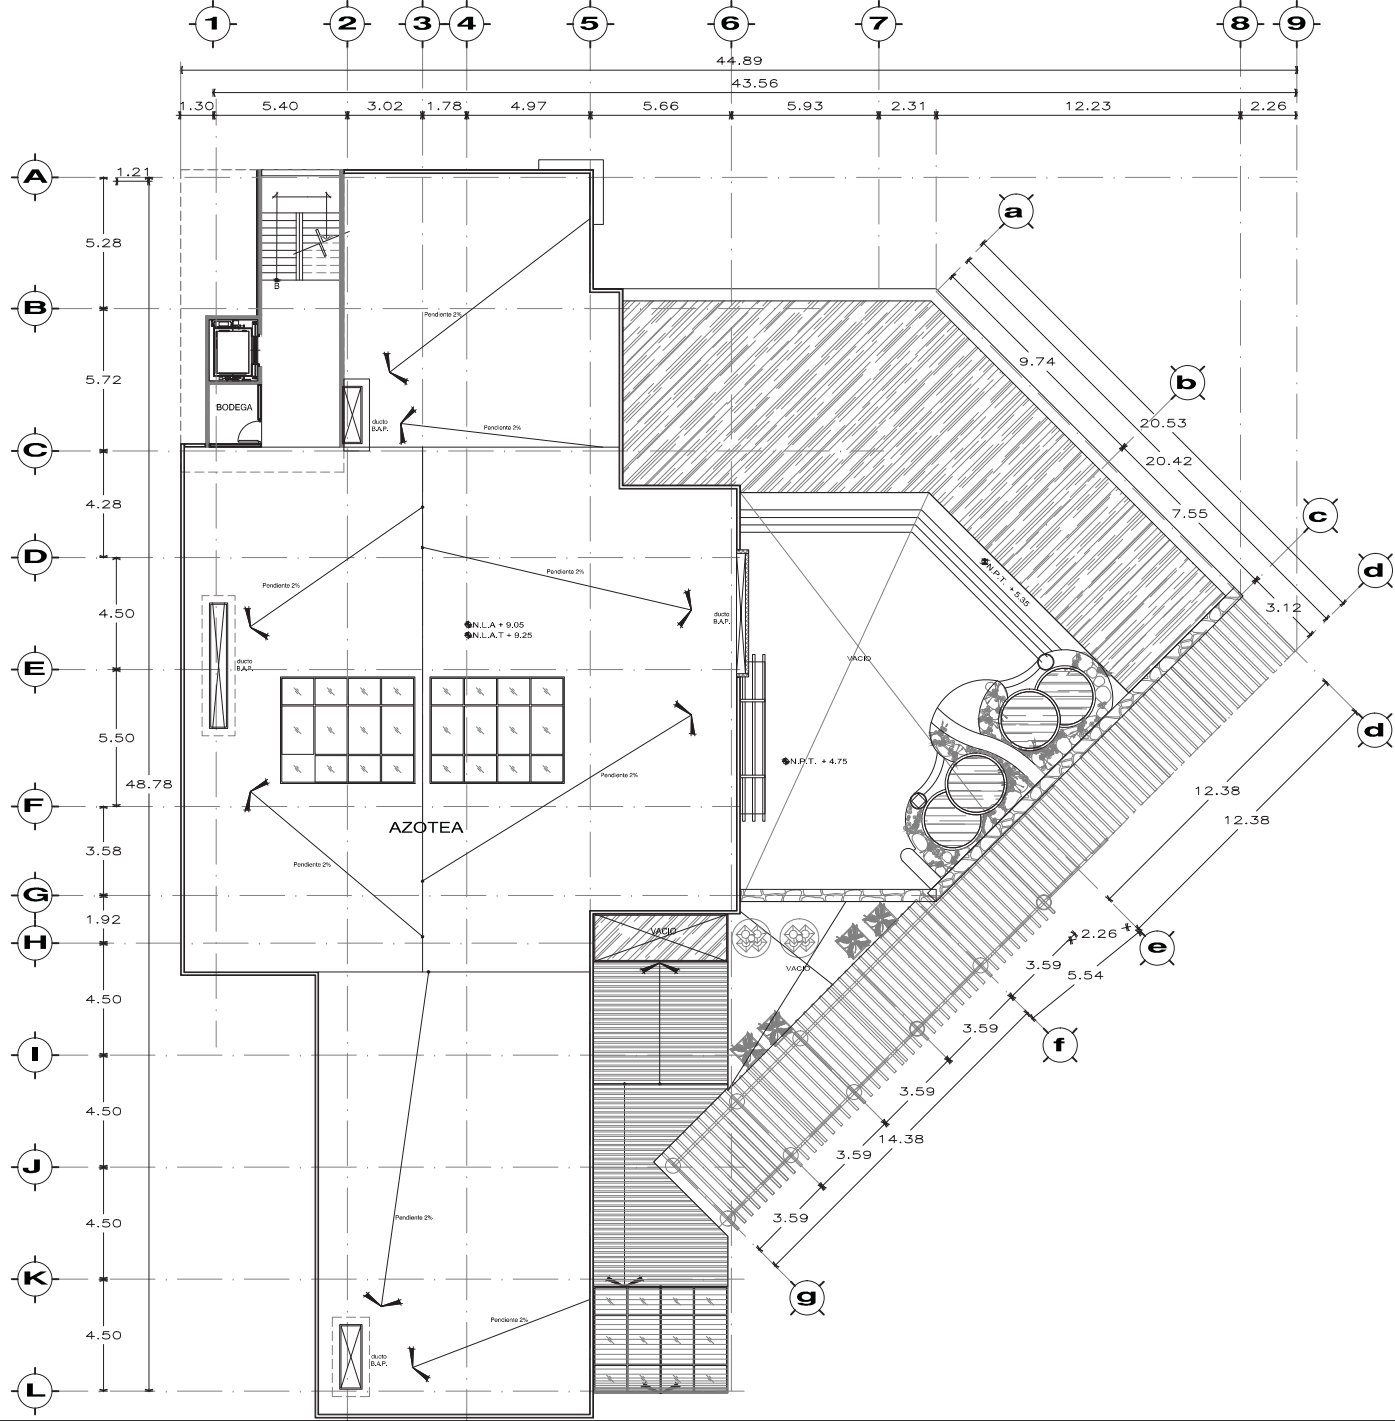 1 2 3 4 5 6 7 8 9
44.89
43.56
1.30 5.40 3.02 1.78 4.97 5.66 5.93 2.31 12.23 2.26
A
1.21
a
5.28
B
B
Pendiente 2%
9.74
5.72
b
BODEGA
ducto
B.A.P.
Pendiente 2%
20.53
C
20.42
4.28
7.55
c
D
d
Pendiente 2%
Pendiente 2%
N.P.T. + 5.35
4.50
3.12
ducto
B.A.P.
N.L.A + 9.05
N.L.A.T + 9.25
E
ducto
B.A.P.
VACIO
d
5.50
48.78
Pendiente 2%
N.P.T. + 4.75
12.38
F
AZOTEA
12.38
3.58
Pendiente 2%
G
1.92
H
VACIO
2.26
e
VACIO
3.59
5.54
4.50
3.59
I
f
3.59
4.50
14.38
3.59
J
4.50
Pendiente 2%
3.59
K
g
Pendiente 2%
4.50
ducto
B.A.P.
L